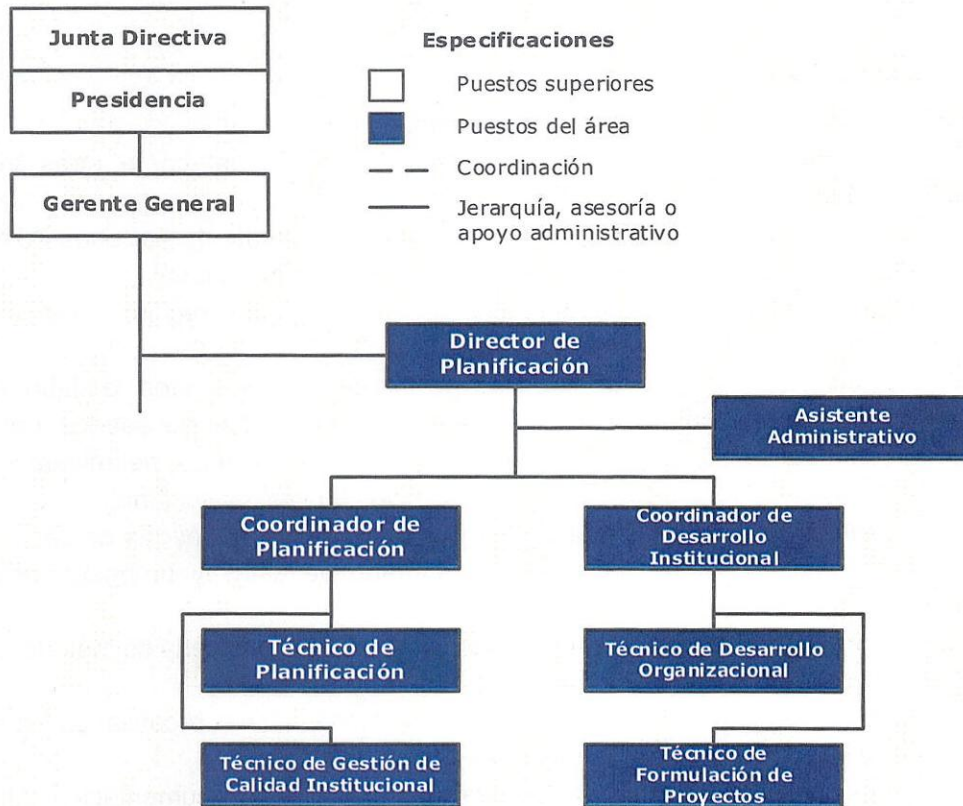 Junta Directiva
Presidencia
Gerente General
Especificaciones
Puestos superiores
Puestos del área
Coordinación
Jerarquía, asesoría o
apoyo administrativo
Director de
Planificación
Asistente
Administrativo
Coordinador de
Planificación
Coordinador de
Desarrollo
Institucional
Técnico de
Planificación
Técnico de Desarrollo
Organizacional
Técnico de Gestión de
Calidad Institucional
Técnico de
Formulación de
Proyectos